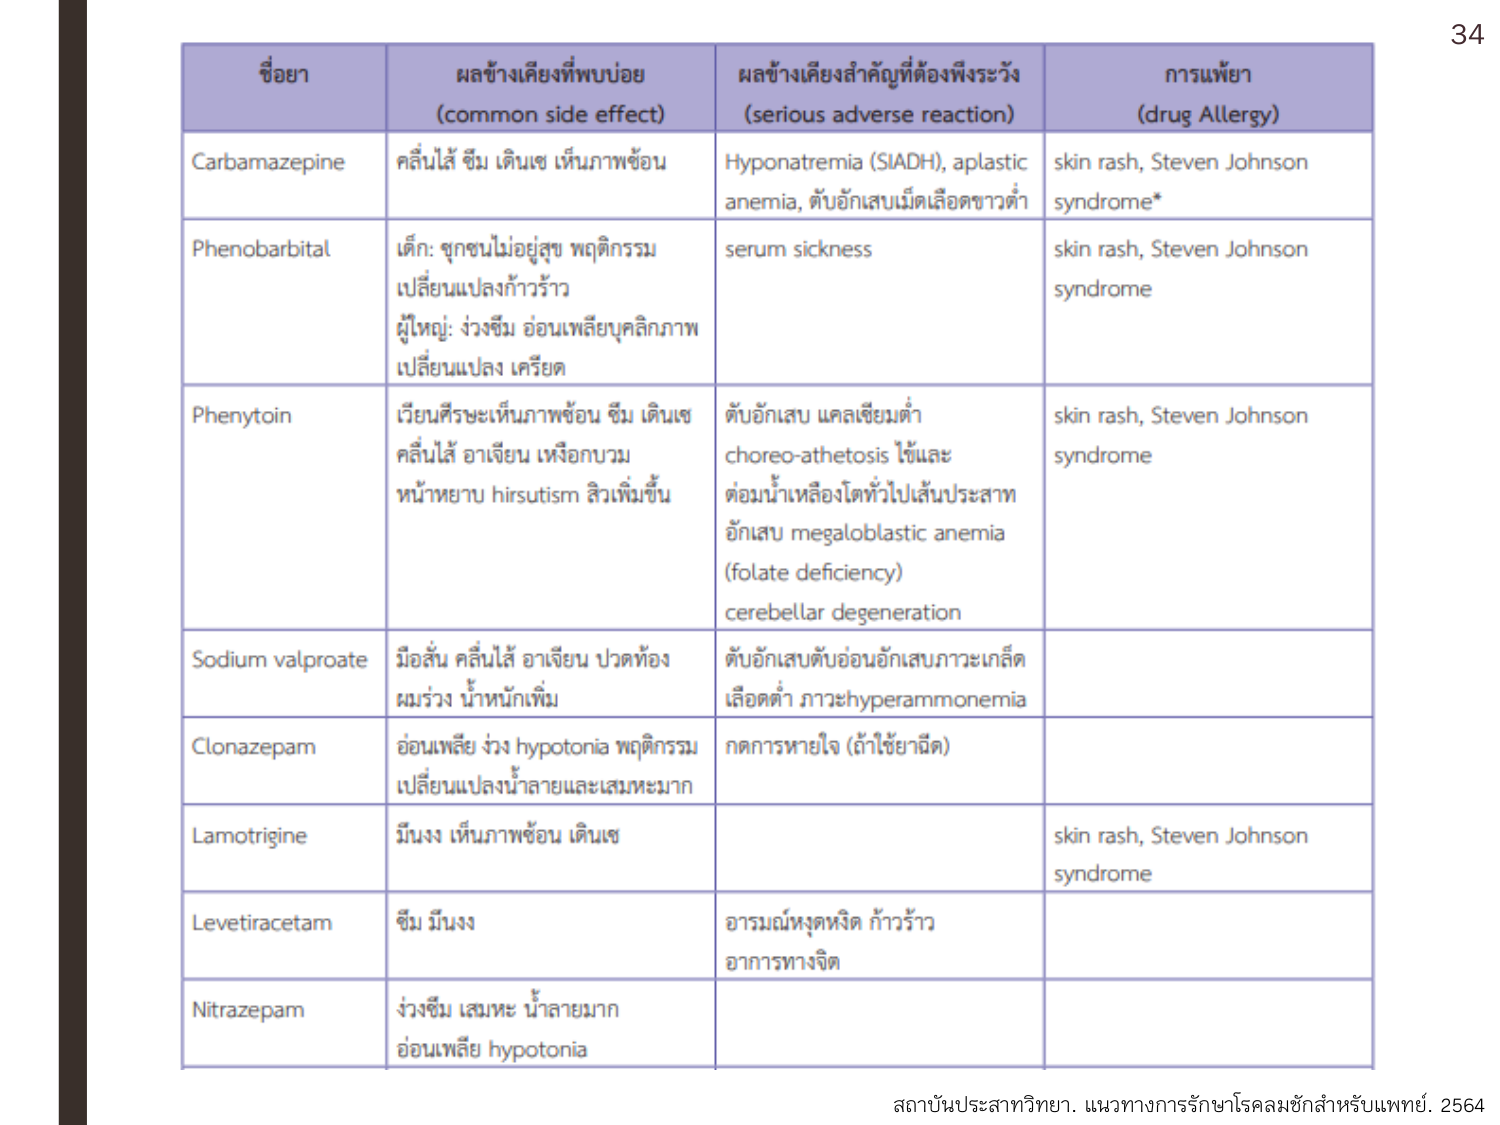 34
ชื่อยา
ผลข้างเคียงที่พบบ่อย
(common side effect)
ผลข้างเคียงสำคัญที่ต้องพึงระวัง
(serious adverse reaction)
การแพ้ยา
(drug Allergy)
Carbamazepine
คลื่นไส้ ซึม เดินเซ เห็นภาพซ้อน
Hyponatremia (SIADH), aplastic
anemia, ตับอักเสบเม็ดเลือดขาวต่ำ
skin rash, Steven Johnson
syndrome*
Phenobarbital
เด็ก: ซุกซนไม่อยู่สุข พฤติกรรม
เปลี่ยนแปลงก้าวร้าว
ผู้ใหญ่: ง่วงซึม อ่อนเพลียบุคลิกภาพ
เปลี่ยนแปลง เครียด
serum sickness
skin rash, Steven Johnson
syndrome
Phenytoin
เวียนศีรษะเห็นภาพซ้อน ซึม เดินเซ
คลื่นไส้ อาเจียน เหงือกบวม
หน้าหยาบ hirsutism สิวเพิ่มขึ้น
ตับอักเสบ แคลเซียมต่ำ
choreo-athetosis ไข้และ
ต่อมน้ำเหลืองโตทั่วไปเส้นประสาท
อักเสบ megaloblastic anemia
(folate deficiency)
cerebellar degeneration
skin rash, Steven Johnson
syndrome
Sodium valproate
มือสั่น คลื่นไส้ อาเจียน ปวดท้อง
ผมร่วง น้ำหนักเพิ่ม
ตับอักเสบตับอ่อนอักเสบภาวะเกล็ด
เลือดต่ำ ภาวะhyperammonemia
Clonazepam
อ่อนเพลีย ง่วง hypotonia พฤติกรรม
เปลี่ยนแปลงน้ำลายและเสมหะมาก
กดการหายใจ (ถ้าใช้ยาฉีด)
Lamotrigine
มึนงง เห็นภาพซ้อน เดินเซ
skin rash, Steven Johnson
syndrome
Levetiracetam
ซึม มึนงง
อารมณ์หงุดหงิด ก้าวร้าว
อาการทางจิต
Nitrazepam
ง่วงซึม เสมหะ น้ำลายมาก
อ่อนเพลีย hypotonia
สถาบันประสาทวิทยา. แนวทางการรักษาโรคลมชักสำหรับแพทย์. 2564